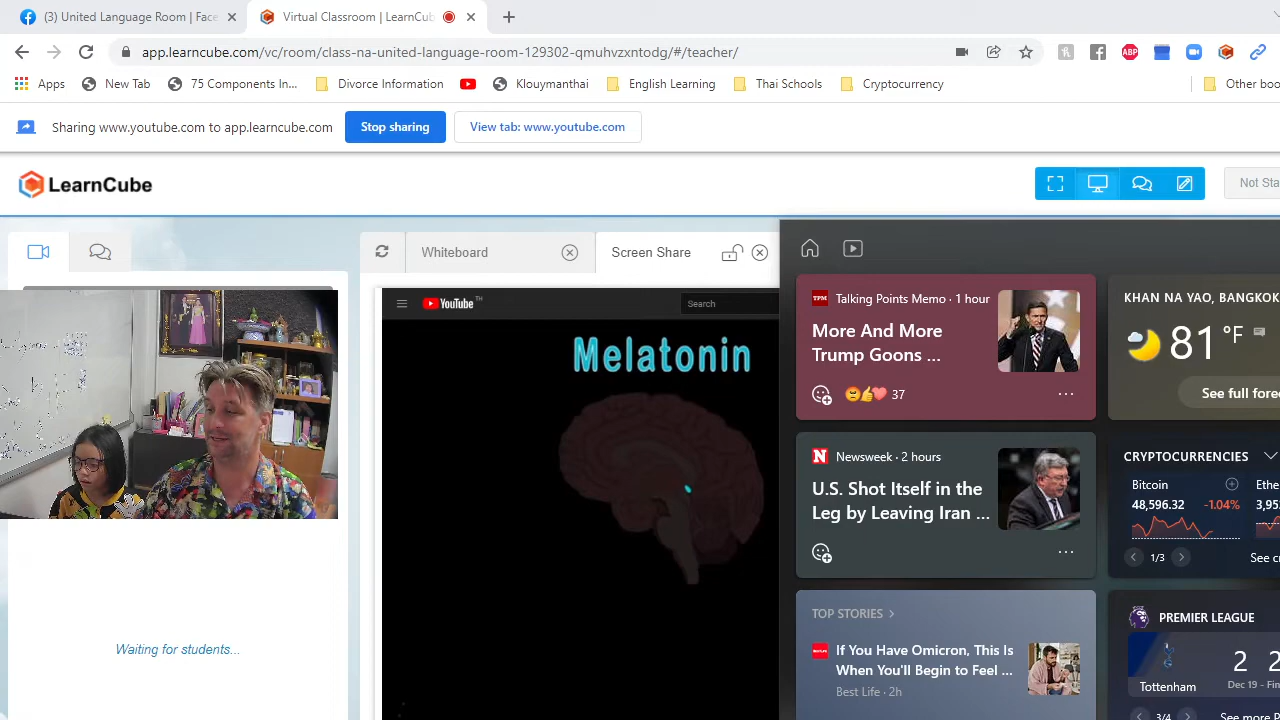 (3) United Language Room | Face
Virtual Classroom | LearnCu
app.learncube.com/vc/room/class-na-united-language-room-129302-qmuhvzxntodg/#/teacher/
ABP
Apps
New Tab
75 Components In...
Divorce Information
Klouymanthai
English Learning
Thai Schools
Cryptocurrency
Other boo
Sharing www.youtube.com to app.learncube.com
Stop sharing
View tab: www.youtube.com
LearnCube
Not Sta
Whiteboard
Screen Share
YouTube TH
Search
Melatonin
Waiting for students...
TPM Talking Points Memo · 1 hour
More And More
Trump Goons ...
37
KHAN NA YAO, BANGKOK
81 °F
See full fore
N Newsweek · 2 hours
U.S. Shot Itself in the
Leg by Leaving Iran ...
CRYPTOCURRENCIES
Bitcoin
Ethe
48,596.32 -1.04%
3,95
1/3
See c
TOP STORIES
If You Have Omicron, This Is
When You'll Begin to Feel ...
Best Life · 2h
PREMIER LEAGUE
2 2
Tottenham
Dec 19 - Fin
3/4
See more P